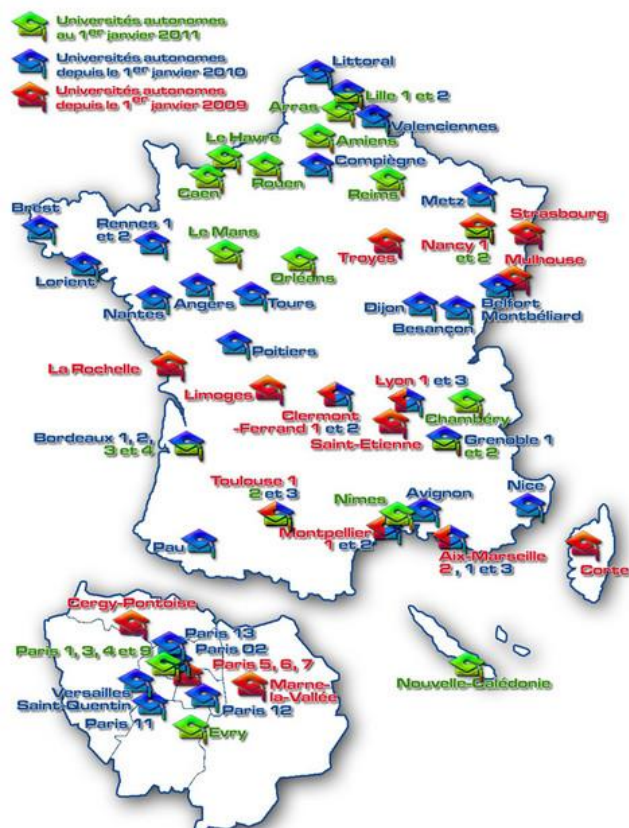 Universités autonomes
au 1er janvier 2011
Universités autonomes
depuis le 1er janvier 2010
Universités autonomes
depuis le 1er janvier 2009
Littoral
Lille 1 et 2
Arras
Valenciennes
Le Havre
Amiens
Compiègne
Caen
Rouen
Reims
Metz
Brest
Rennes 1
et 2
Le Mans
Troyes
Nancy 1
et 2
Strasbourg
Mulhouse
Lorient
Orléans
Nantes
Angers
Tours
Dijon
Besançon
Belfort
Montbéliard
Poitiers
La Rochelle
Limoges
Clermont
-Ferrand 1 et 2
Lyon 1 et 3
Chambéry
Saint-Etienne
Bordeaux 1, 2,
3 et 4
Grenoble 1
et 2
Toulouse 1
2 et 3
Nîmes
Avignon
Nice
Pau
Montpellier
1 et 2
Aix-Marseille
2 , 1 et 3
Corte
Cergy-Pontoise
Paris 13
Paris 02
Paris 1, 3, 4 et 9
Paris 5, 6, 7
Marne-
la-Vallée
Versailles
Saint-Quentin
Paris 12
Paris 11
Evry
Nouvelle-Calédonie